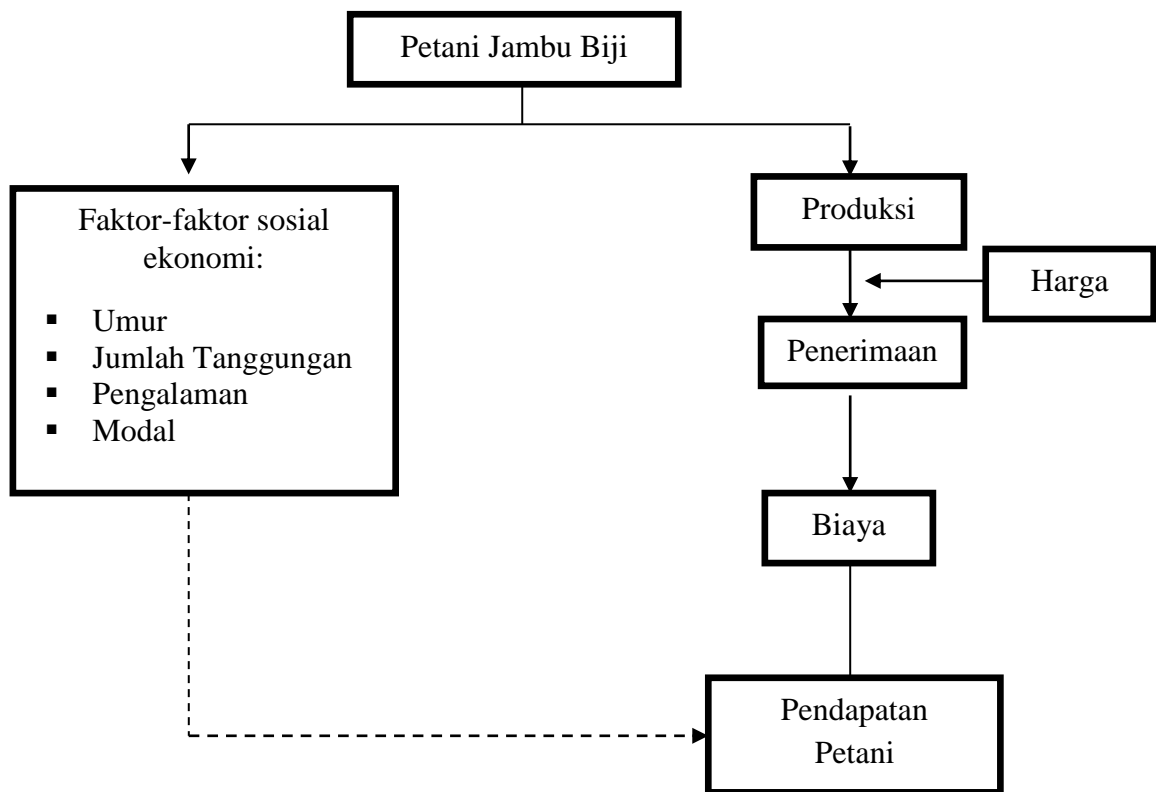 Petani Jambu Biji
Faktor-faktor sosial
ekonomi:
▪ Umur
▪ Jumlah Tanggungan
▪ Pengalaman
▪ Modal
Produksi
Harga
Penerimaan
Biaya
Pendapatan
Petani